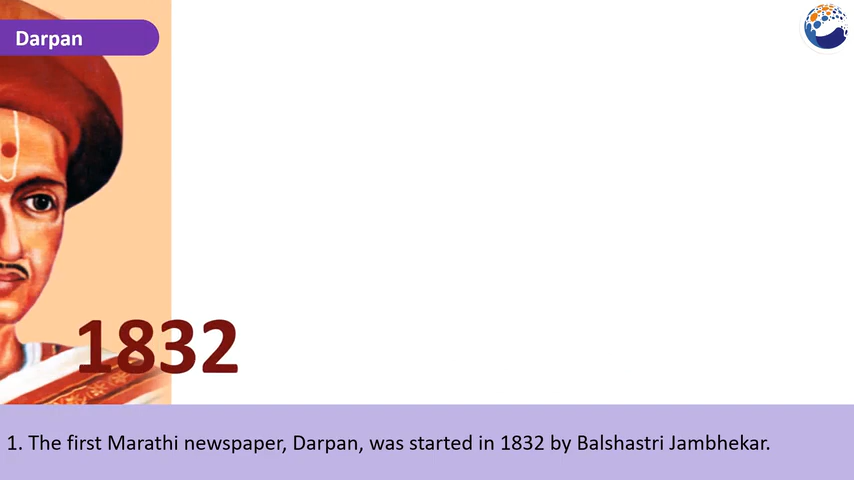 Darpan
1832
1. The first Marathi newspaper, Darpan, was started in 1832 by Balshastri Jambhekar.